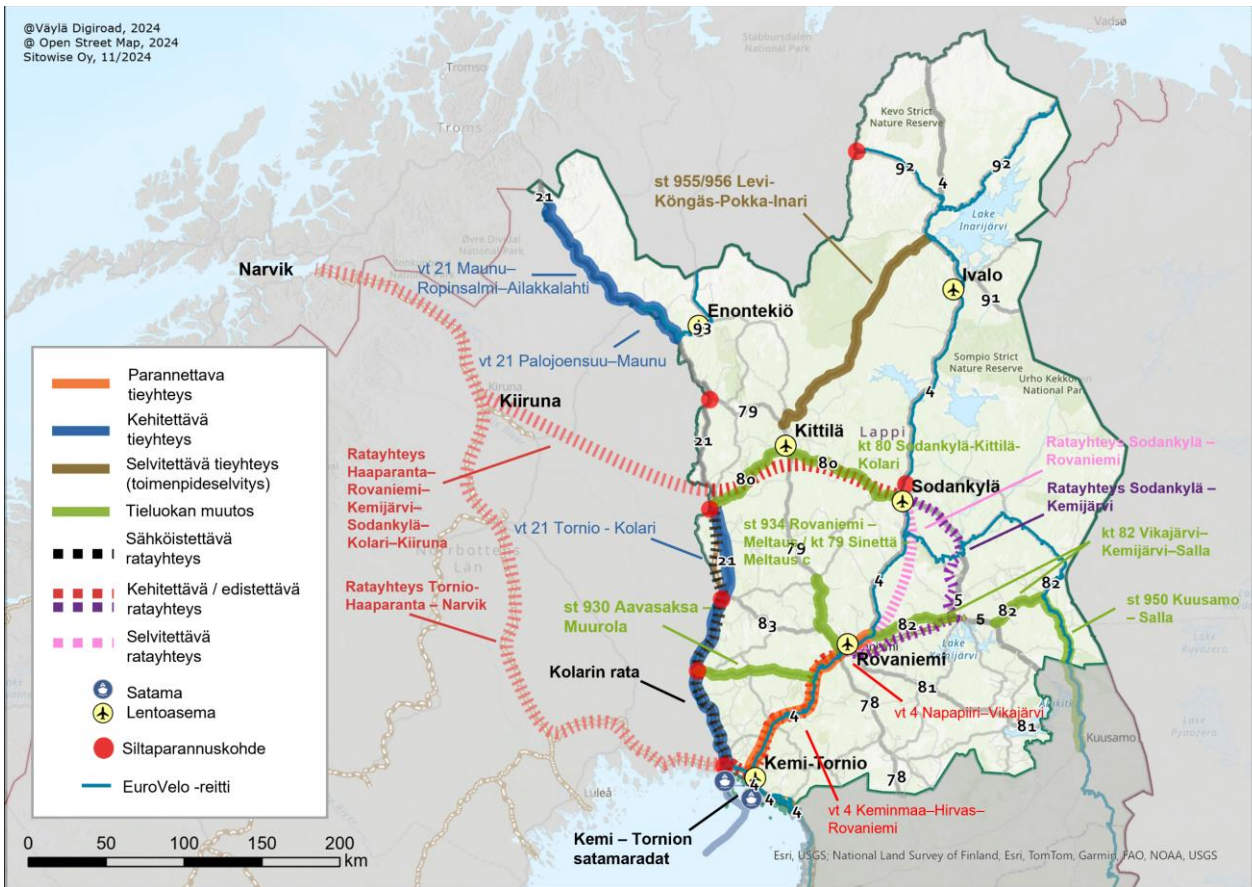 @Väylä Digiroad, 2024
@ Open Street Map, 2024
Sitowise Oy, 11/2024
Vadsø
Stabbursdalen
National Park
Tromsø
Troms
Kevo Strict
Nature Reserve
92
92
4
21
st 955/956 Levi-
Köngäs-Pokka-Inari
Lake
Inarijärvi
Øvre Dividal
National Park
Narvik
vt 21 Maunu–
Ropinsalmi–Ailakkalahti
Ivalo
91
Enontekiö
93
vt 21 Palojoensuu–Maunu
Sompio Strict
Nature Reserve
Urho Kekkonen
National Park
4
Kiruna
Kiiruna
79
21
Kittilä
Lappi
kt 80 Sodankylä-Kittilä-
Kolari
80
80
Ratayhteys Sodankylä –
Rovaniemi
Sodankylä
Ratayhteys Sodankylä –
Kemijärvi
Ratayhteys
Haaparanta–
Rovaniemi–
Kemijärvi–
Sodankylä–
Kolari–Kiiruna
vt 21 Tornio - Kolari
st 934 Rovaniemi –
Meltaus / kt 79 Sinettä –
Meltaus c
79
kt 82 Vikajärvi–
Kemijärvi–Salla
Norrbottens
Län
21
4
82
Ratayhteys Tornio-
Haaparanta – Narvik
st 930 Aavasaksa –
Muurola
83
5
82
5
82
st 950 Kuusamo
– Salla
Lake
Kemijärvi
Rovaniemi
Kolarin rata
81
78
vt 4 Napapiiri–Vikajärvi
81
4
Kuusamo
Kemi-Tornio
4
4
4
78
Luleå
vt 4 Keminmaa–Hirvas–
Rovaniemi
Kemi – Tornion
satamaradat
Parannettava
tieyhteys
Kehitettävä
tieyhteys
Selvitettävä tieyhteys
(toimenpideselvitys)
Tieluokan muutos
Sähköistettävä
ratayhteys
Kehitettävä / edistettävä
ratayhteys
Selvitettävä
ratayhteys
Satama
Lentoasema
Siltaparannuskohde
EuroVelo -reitti
0 50 100 150 200
km
Esri, USGS; National Land Survey of Finland, Esri, TomTom, Garmin, FAO, NOAA, USGS